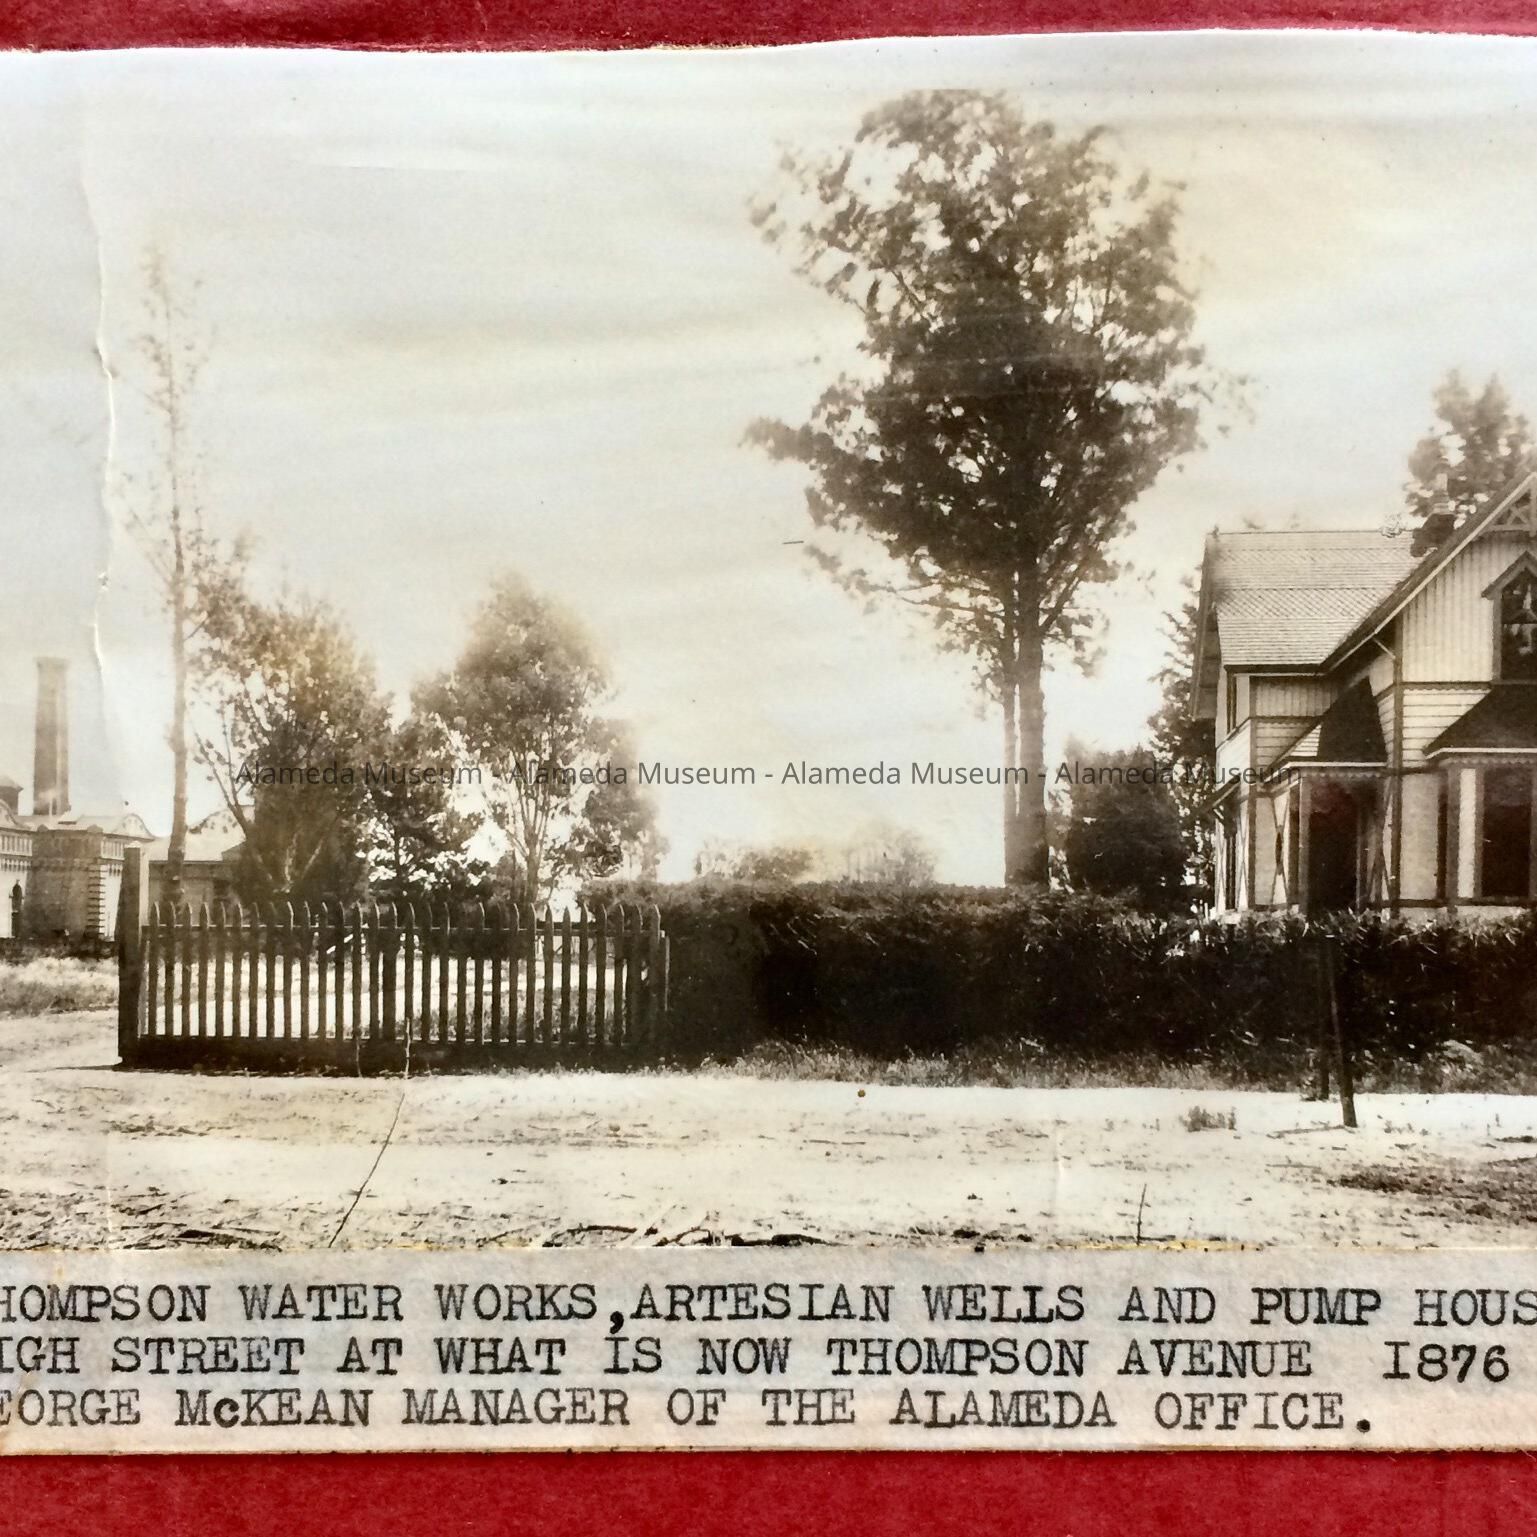 Alameda Museum - Alameda Museum - Alameda Museum - Alameda Museum
HOMPSON WATER WORKS,ARTESIAN WELLS AND PUMP HOUS
IGH STREET AT WHAT IS NOW THOMPSON AVENUE 1876
EORGE McKEAN MANAGER OF THE ALAMEDA OFFICE.